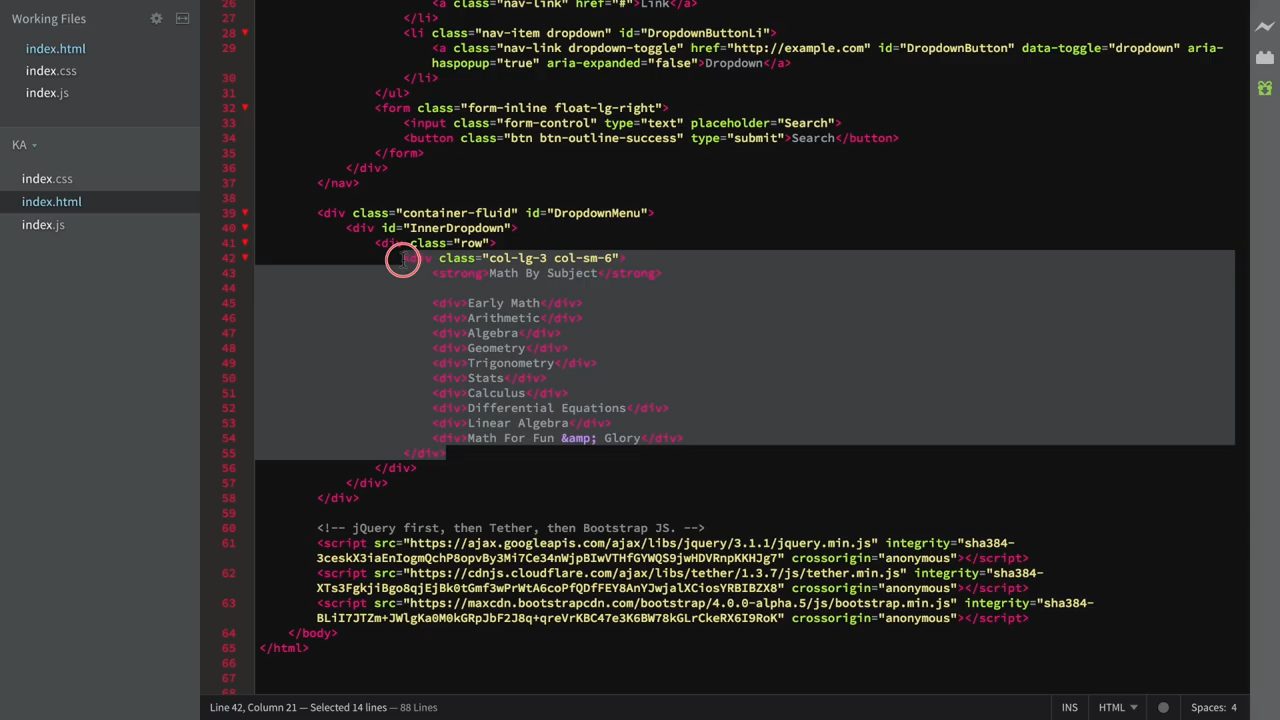 Working Files
index.html
index.css
index.js
KA
index.css
index.html
index.js
26 <a class="nav-link" href="#">Link</a>
27 </li>
28 <li class="nav-item dropdown" id="DropdownButtonLi">
29 <a class="nav-link dropdown-toggle" href="http://example.com" id="DropdownButton" data-toggle="dropdown" aria-
haspopup="true" aria-expanded="false">Dropdown</a>
30 </li>
31 </ul>
32 <form class="form-inline float-lg-right">
33 <input class="form-control" type="text" placeholder="Search">
34 <button class="btn btn-outline-success" type="submit">Search</button>
35 </form>
36 </div>
37 </nav>
38
39 <div class="container-fluid" id="DropdownMenu">
40 <div id="InnerDropdown">
41 <div class="row">
42 <div class="col-lg-3 col-sm-6">
43 <strong>Math By Subject</strong>
44
45 <div>Early Math</div>
46 <div>Arithmetic</div>
47 <div>Algebra</div>
48 <div>Geometry</div>
49 <div>Trigonometry</div>
50 <div>Stats</div>
51 <div>Calculus</div>
52 <div>Differential Equations</div>
53 <div>Linear Algebra</div>
54 <div>Math For Fun &amp; Glory</div>
55 </div>
56 </div>
57 </div>
58 </div>
59
60 <!-- jQuery first, then Tether, then Bootstrap JS. -->
61 <script src="https://ajax.googleapis.com/ajax/libs/jquery/3.1.1/jquery.min.js" integrity="sha384-
3ceskX3iaEnIogmQchP8opvBy3Mi7Ce34nWjpBIwVTHfGYWQS9jwHDVRnpKKHJg7" crossorigin="anonymous"></script>
62 <script src="https://cdnjs.cloudflare.com/ajax/libs/tether/1.3.7/js/tether.min.js" integrity="sha384-
XTs3FgkjiBgo8qjEjBk0tGmf3wPrWtA6coPfQDfFEY8AnYJwjalXCiosYRBIBZX8" crossorigin="anonymous"></script>
63 <script src="https://maxcdn.bootstrapcdn.com/bootstrap/4.0.0-alpha.5/js/bootstrap.min.js" integrity="sha384-
BLiI7JTZm+JWlgKa0M0kGRpJbF2J8q+qreVrKBC47e3K6BW78kGLrCkeRX6I9RoK" crossorigin="anonymous"></script>
64 </body>
65 </html>
66
67
68
Line 42, Column 21 — Selected 14 lines — 88 Lines
INS HTML Spaces: 4